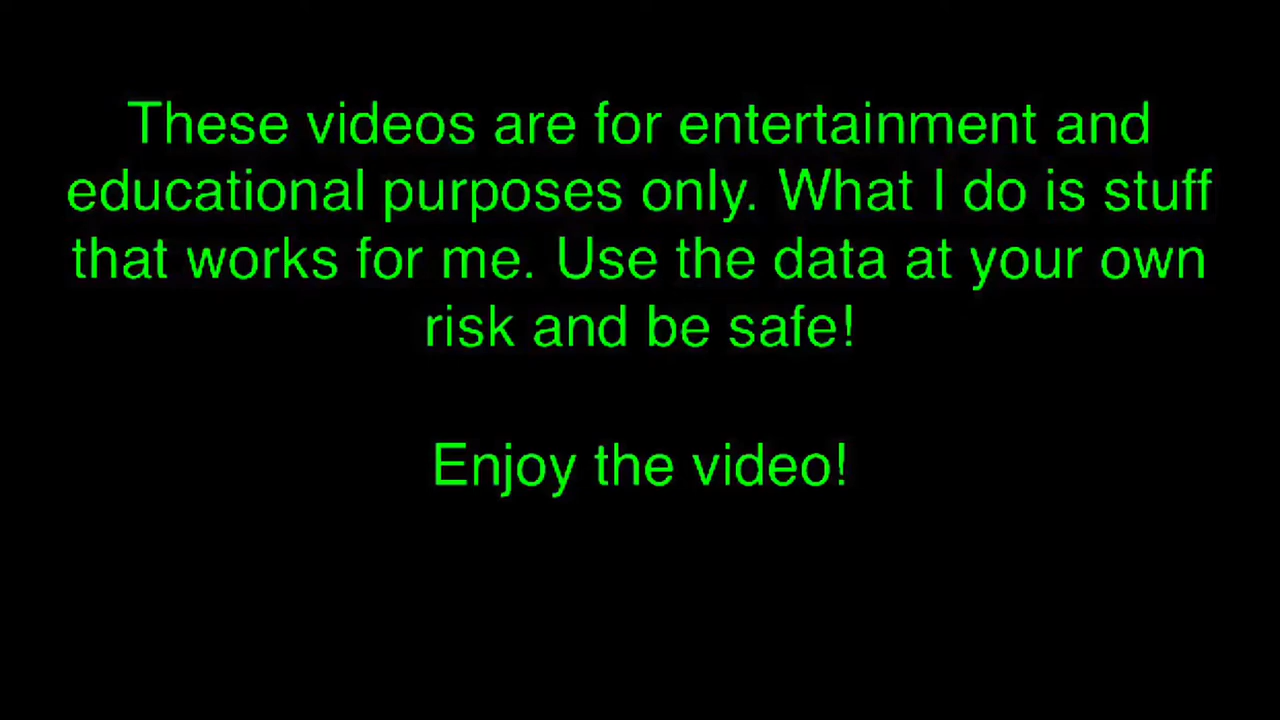 These videos are for entertainment and
educational purposes only. What I do is stuff
that works for me. Use the data at your own
risk and be safe!
Enjoy the video!